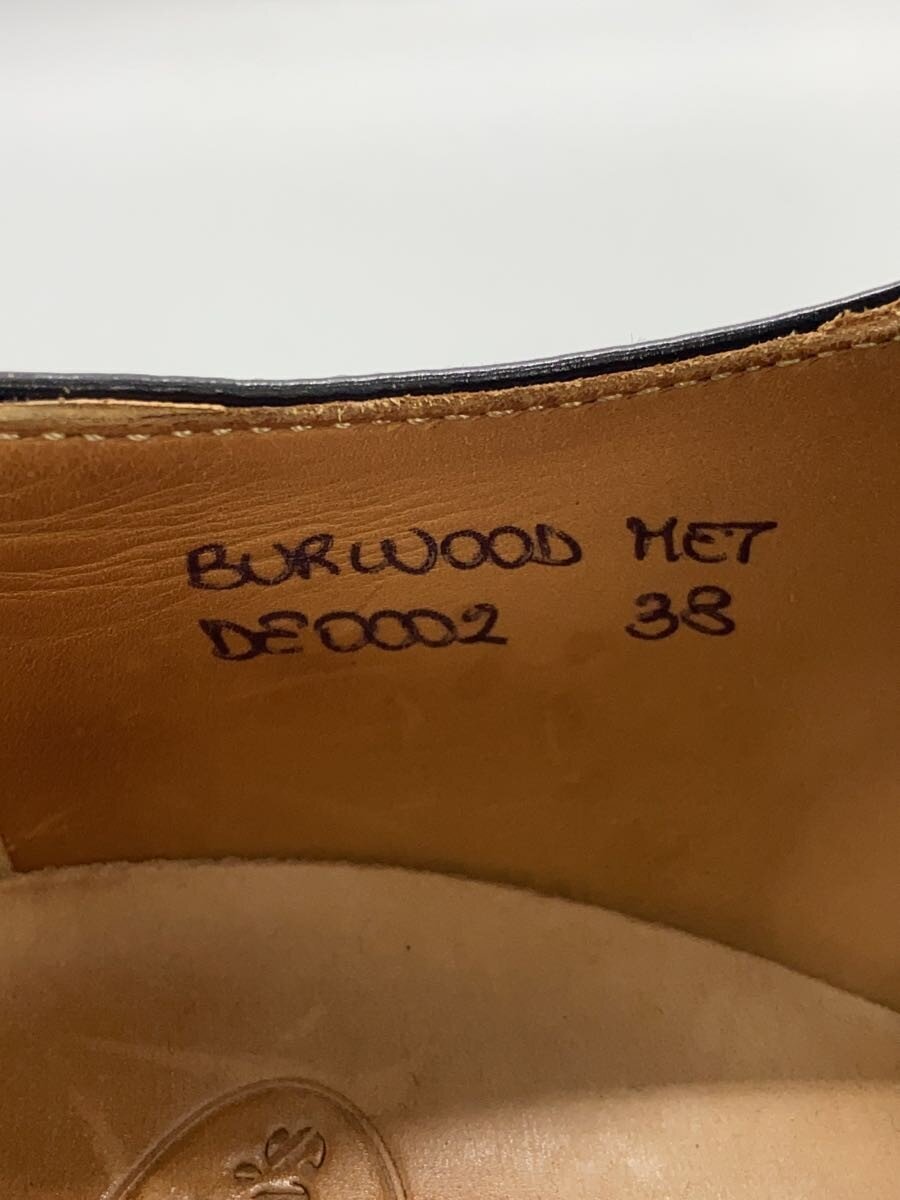 BURWOOD MET
DE0002 38
's